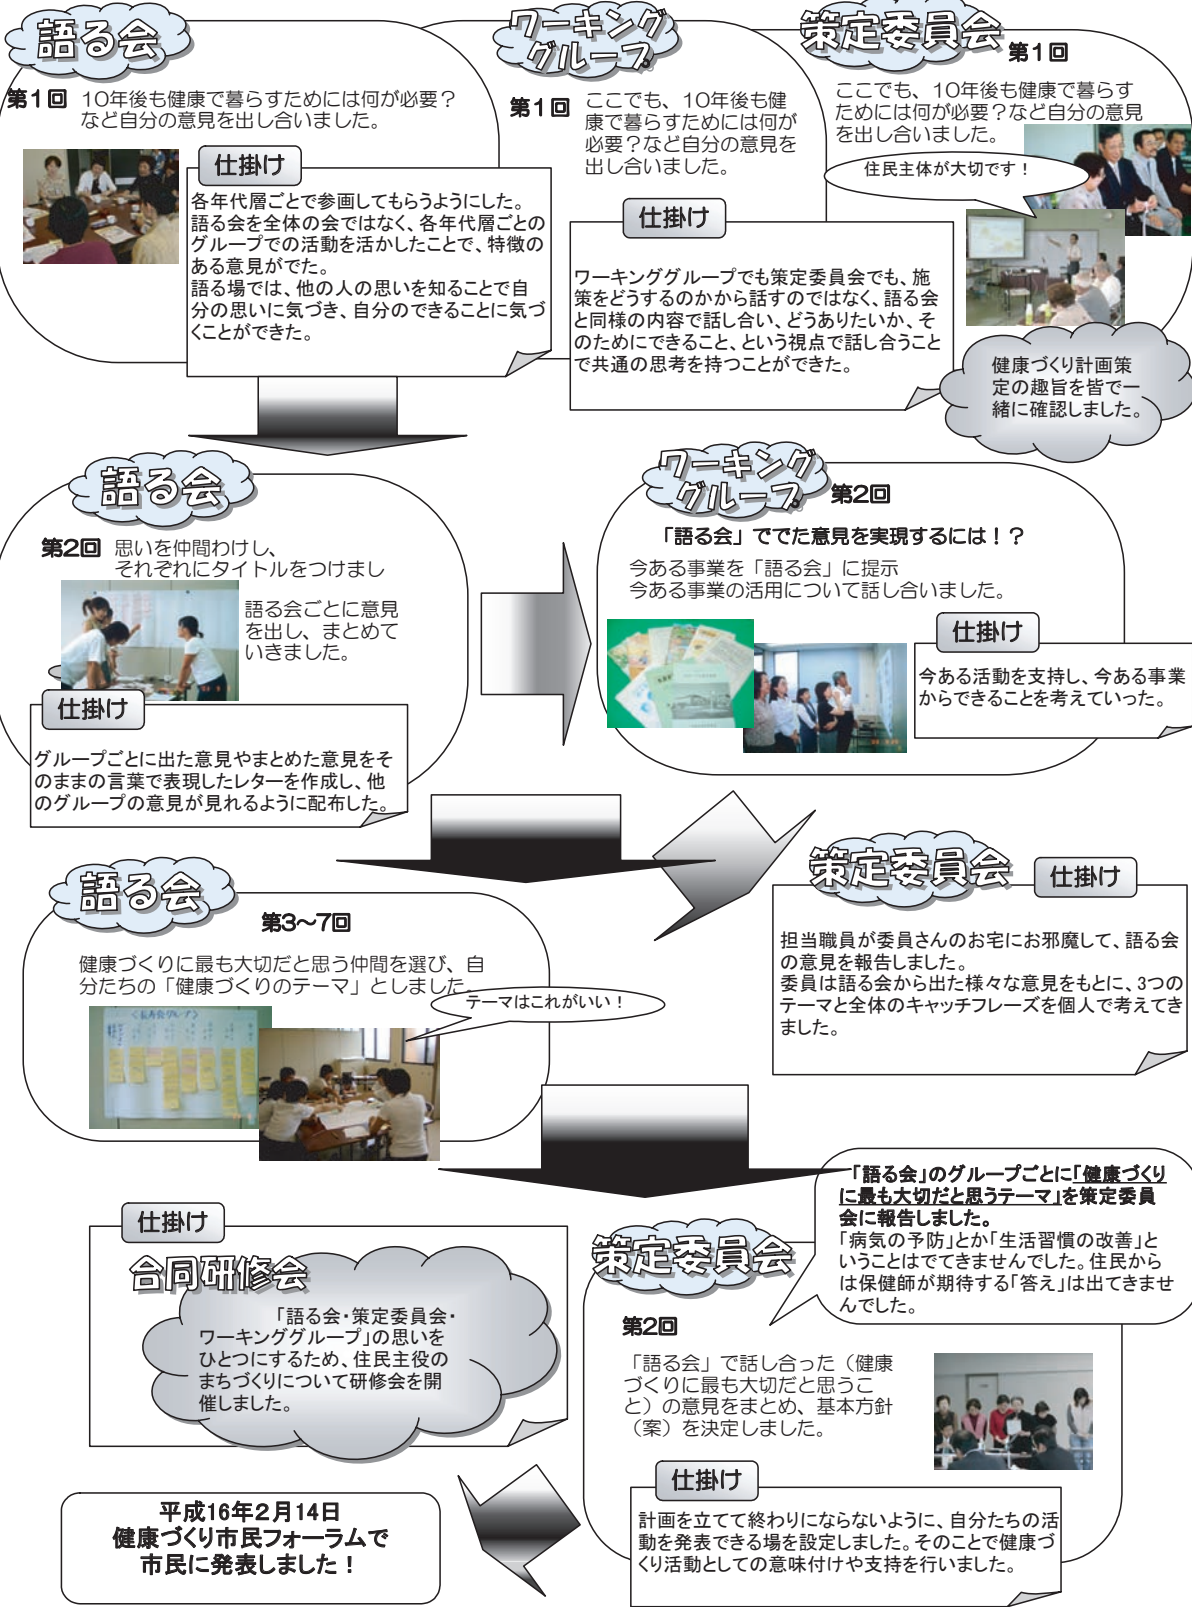 語る会
第1回 10年後も健康で暮らすためには何が必要？
など自分の意見を出し合いました。
仕掛け
各年代層ごとで参画してもらうようにした。
語る会を全体の会ではなく、各年代層ごとの
グループでの活動を活かしたことで、特徴の
ある意見がでた。
語る場では、他の人の思いを知ることで自
分の思いに気づき、自分のできることに気づ
くことができた。
ワーキング
グループ
第1回 ここでも、10年後も健
康で暮らすためには何が
必要？など自分の意見を
出し合いました。
仕掛け
ワーキンググループでも策定委員会でも、施
策をどうするのかから話すのではなく、語る会
と同様の内容で話し合い、どうありたいか、そ
のためにできること、という視点で話し合うこと
で共通の思考を持つことができた。
策定委員会
第1回
ここでも、10年後も健康で暮らす
ためには何が必要？など自分の意見
を出し合いました。
住民主体が大切です！
健康づくり計画策
定の趣旨を皆で一
緒に確認しました。
語る会
第2回 思いを仲間わけし、
それぞれにタイトルをつけまし
語る会ごとに意見
を出し、まとめて
いきました。
仕掛け
グループごとに出た意見やまとめた意見をそ
のままの言葉で表現したレターを作成し、他
のグループの意見が見れるように配布した。
ワーキング
グループ
第2回
「語る会」ででた意見を実現するには！？
今ある事業を「語る会」に提示
今ある事業の活用について話し合いました。
仕掛け
今ある活動を支持し、今ある事業
からできることを考えていった。
語る会
第3〜7回
健康づくりに最も大切だと思う仲間を選び、自
分たちの「健康づくりのテーマ」としました。
テーマはこれがいい！
策定委員会
仕掛け
担当職員が委員さんのお宅にお邪魔して、語る会
の意見を報告しました。
委員は語る会から出た様々な意見をもとに、3つの
テーマと全体のキャッチフレーズを個人で考えてき
ました。
「語る会」のグループごとに「健康づくり
に最も大切だと思うテーマ」を策定委員
会に報告しました。
「病気の予防」とか「生活習慣の改善」と
いうことはでてきませんでした。住民から
は保健師が期待する「答え」は出てきませ
んでした。
策定委員会
第2回
「語る会」で話し合った（健康
づくりに最も大切だと思うこ
と）の意見をまとめ、基本方針
（案）を決定しました。
仕掛け
計画を立てて終わりにならないように、自分たちの活
動を発表できる場を設定しました。そのことで健康づ
くり活動としての意味付けや支持を行いました。
仕掛け
合同研修会
「語る会・策定委員会・
ワーキンググループ」の思いを
ひとつにするため、住民主役の
まちづくりについて研修会を開
催しました。
平成16年2月14日
健康づくり市民フォーラムで
市民に発表しました！